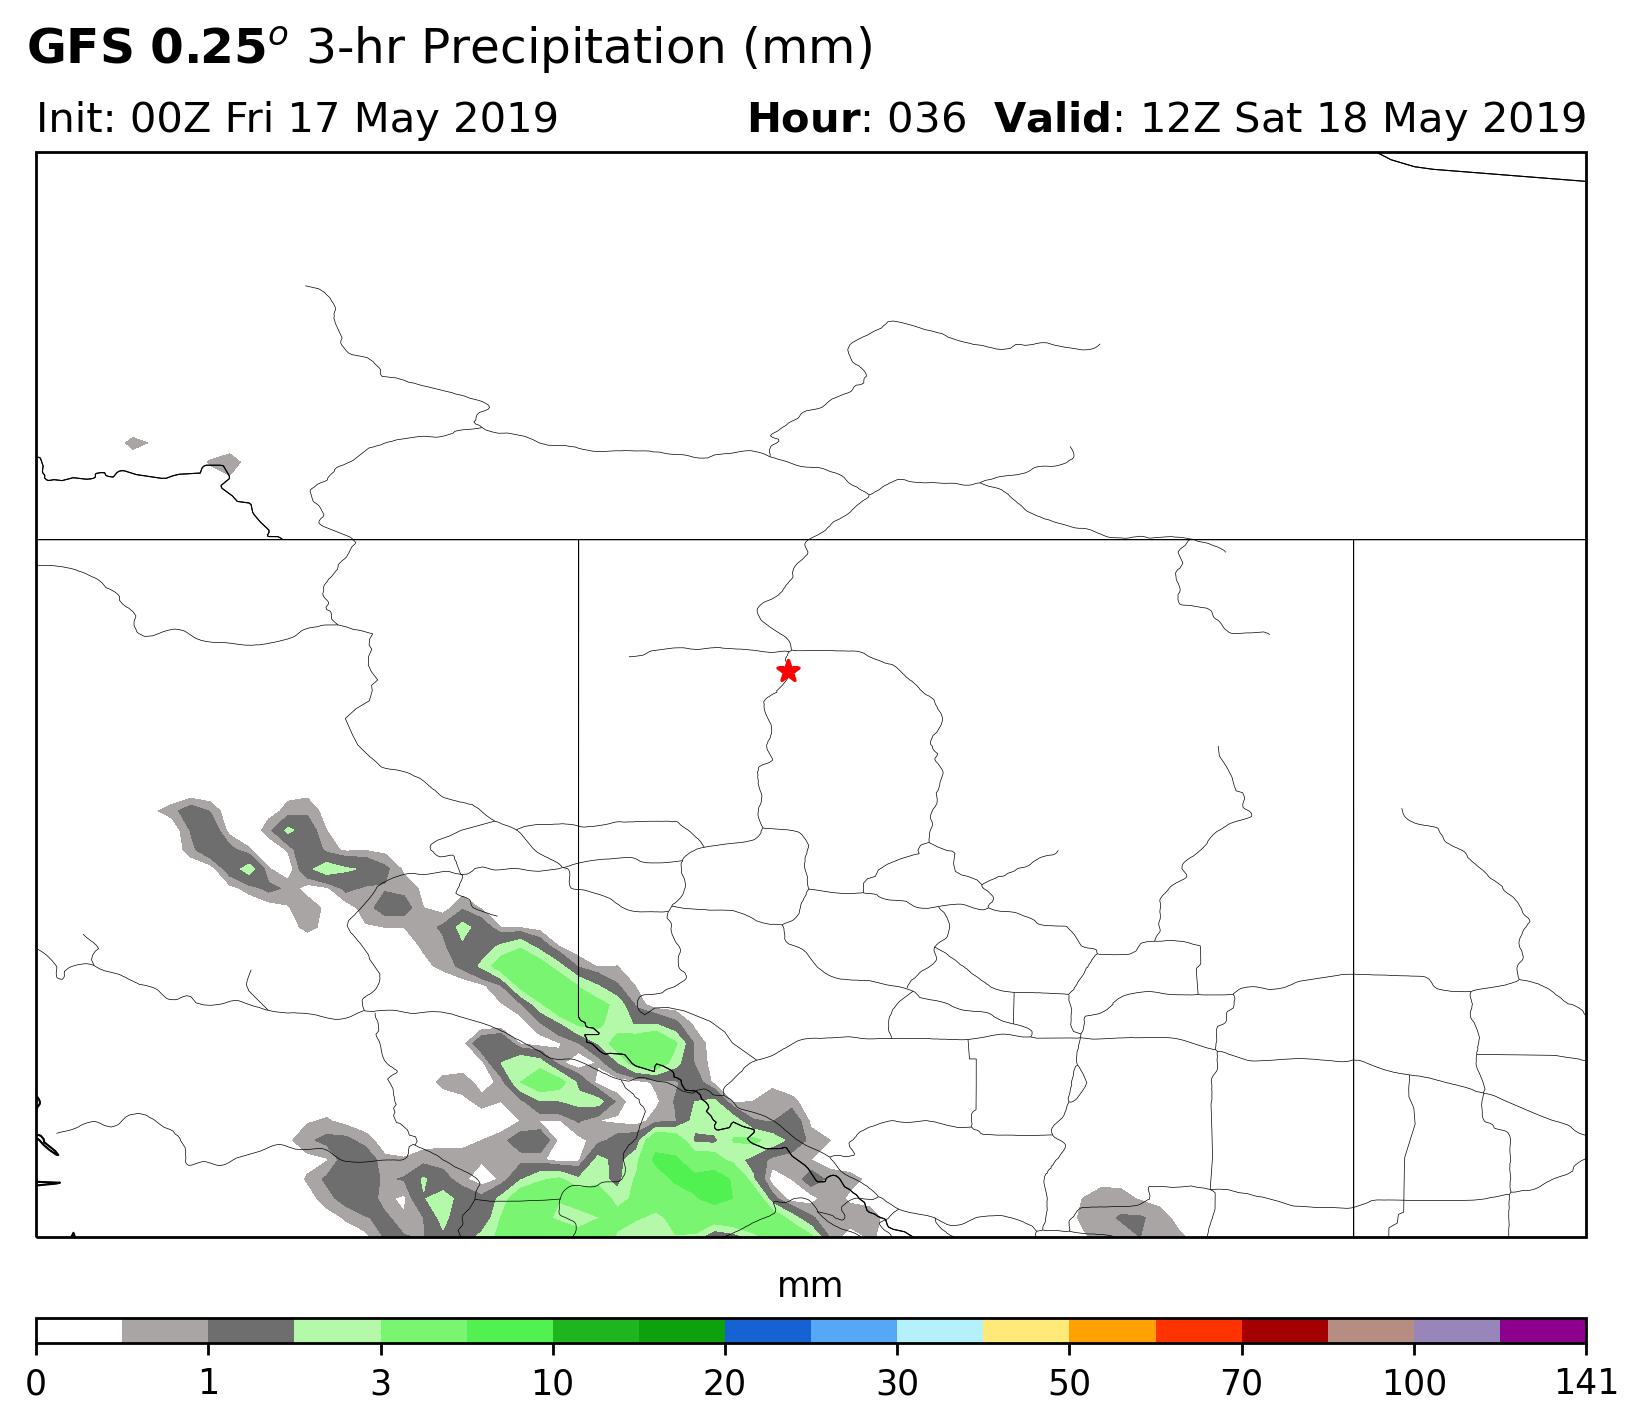 GFS 0.25° 3-hr Precipitation (mm)
Init: 00Z Fri 17 May 2019 Hour: 036 Valid: 12Z Sat 18 May 2019
mm
0 1 3 10 20 30 50 70 100 141